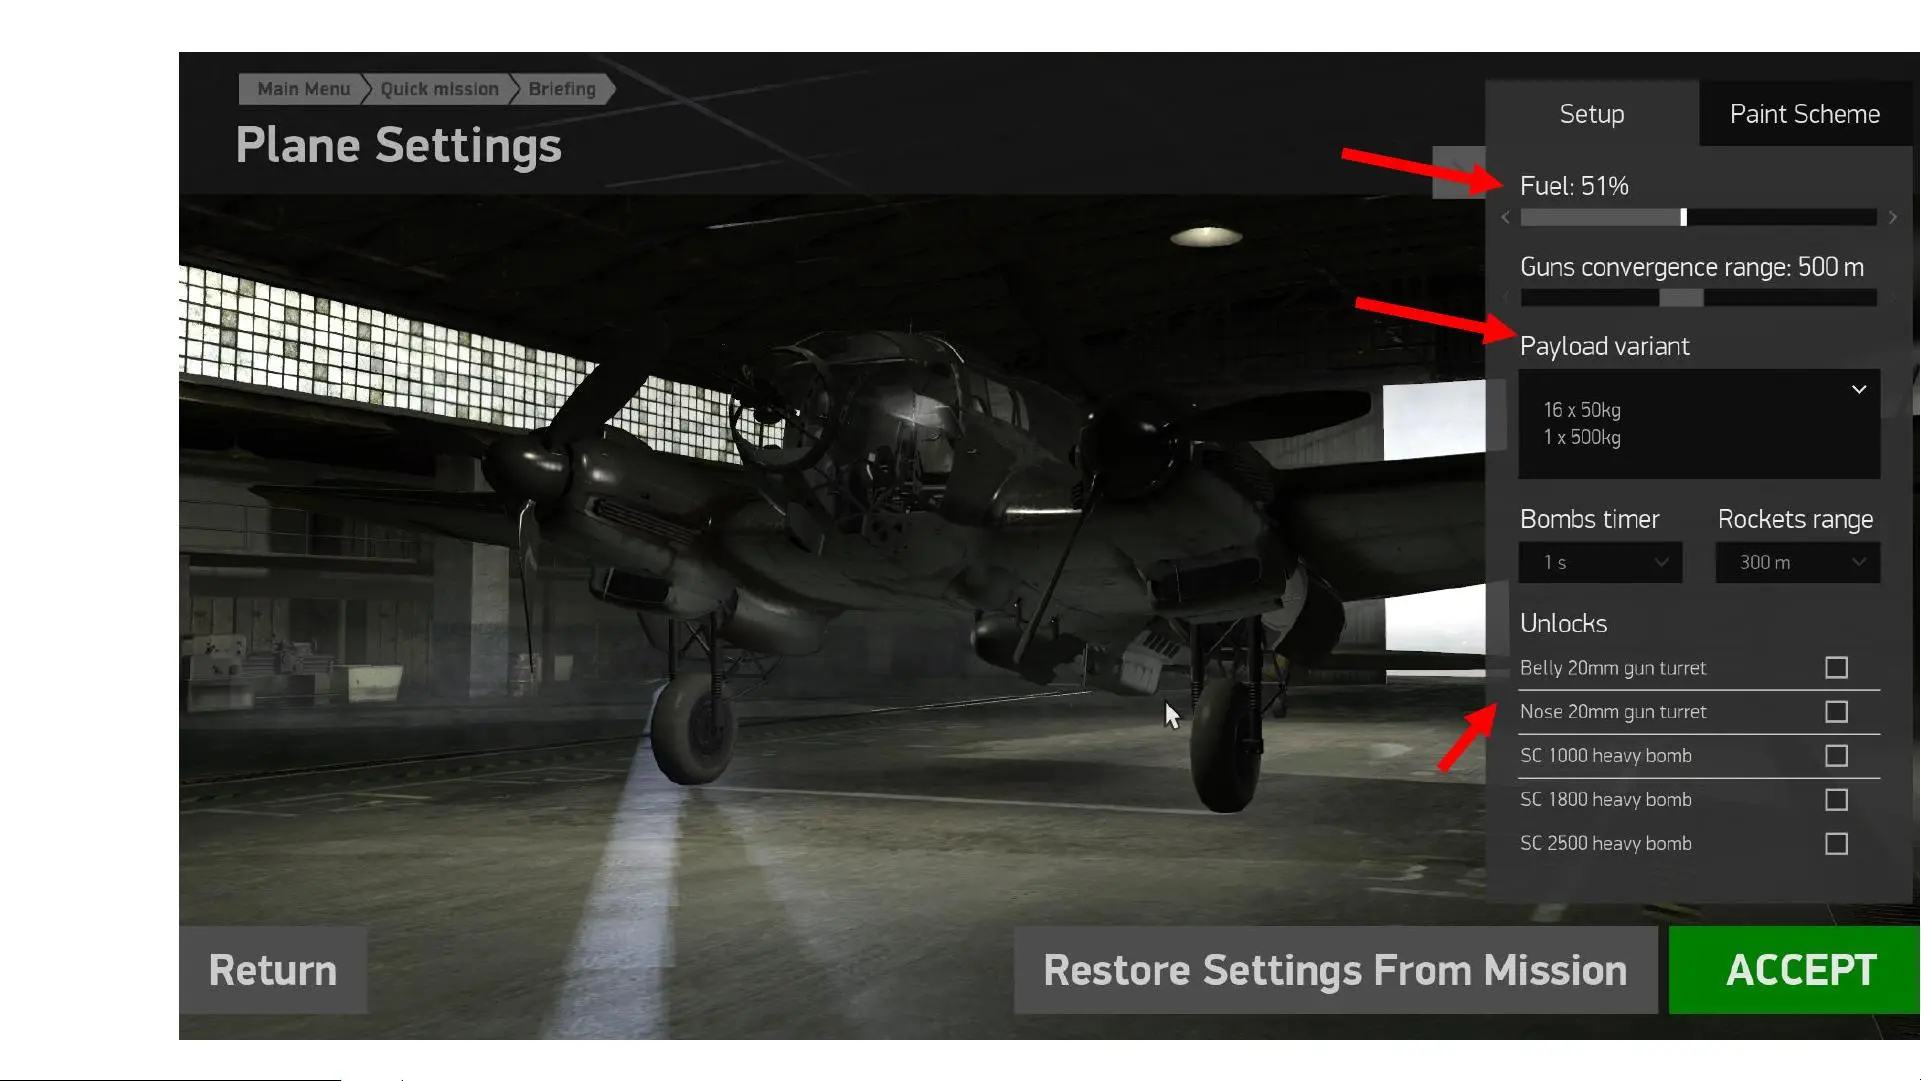 Main Menu
Quick mission
Briefing
Plane Settings
Setup
Paint Scheme
Fuel: 51%
Guns convergence range: 500 m
Payload variant
16 x 50kg
1 x 500kg
Bombs timer
Rockets range
1 s
300 m
Unlocks
Belly 20mm gun turret
Nose 20mm gun turret
SC 1000 heavy bomb
SC 1800 heavy bomb
SC 2500 heavy bomb
Return
Restore Settings From Mission
ACCEPT